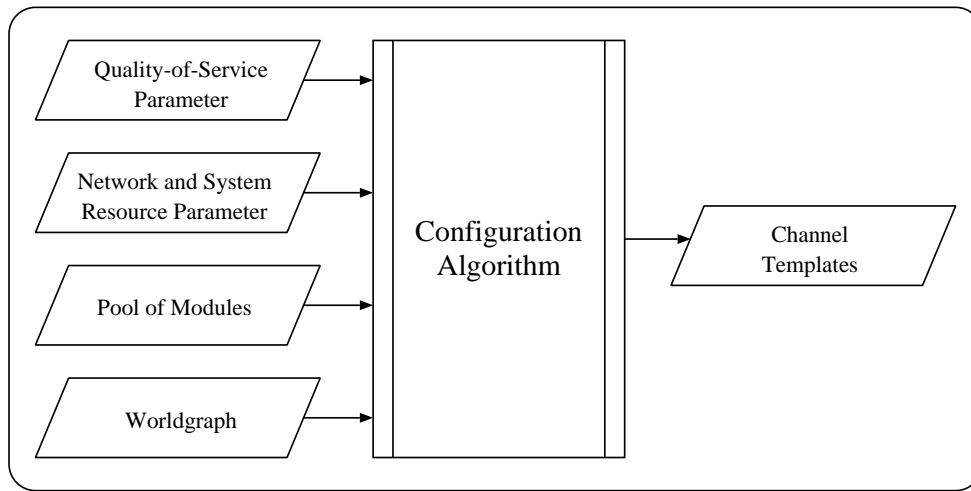 Quality-of-Service
Parameter
Network and System
Resource Parameter
Pool of Modules
Worldgraph
Configuration
Algorithm
Channel
Templates